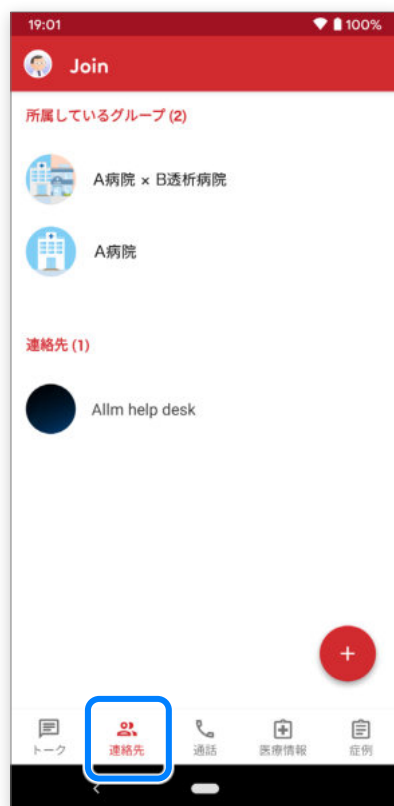 19:01 100%
Join
所属しているグループ (2)
A病院 × B透析病院
A病院
連絡先 (1)
Allm help desk
+
トーク 連絡先 通話 医療情報 症例